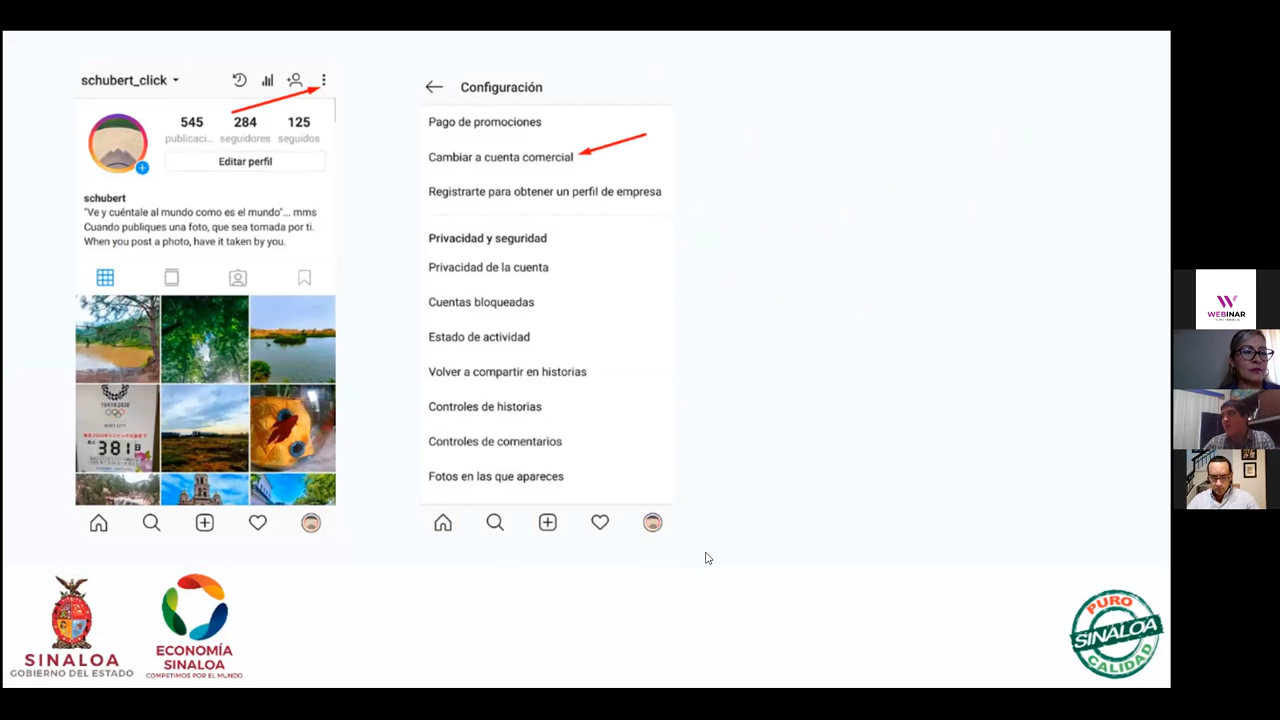 schubert_click
545
284
125
publicaci...
seguidores
seguidos
Editar perfil
schubert
"Ve y cuéntale al mundo como es el mundo"... mms
Cuando publiques una foto, que sea tomada por ti.
When you post a photo, have it taken by you.
TOKYO 2020
381
日
Configuración
Pago de promociones
Cambiar a cuenta comercial
Registrarte para obtener un perfil de empresa
Privacidad y seguridad
Privacidad de la cuenta
Cuentas bloqueadas
Estado de actividad
Volver a compartir en historias
Controles de historias
Controles de comentarios
Fotos en las que apareces
SINALOA
GOBIERNO DEL ESTADO
ECONOMÍA
SINALOA
COMPETIMOS POR EL MUNDO
PURO
SINALOA
CALIDAD
WEBINAR